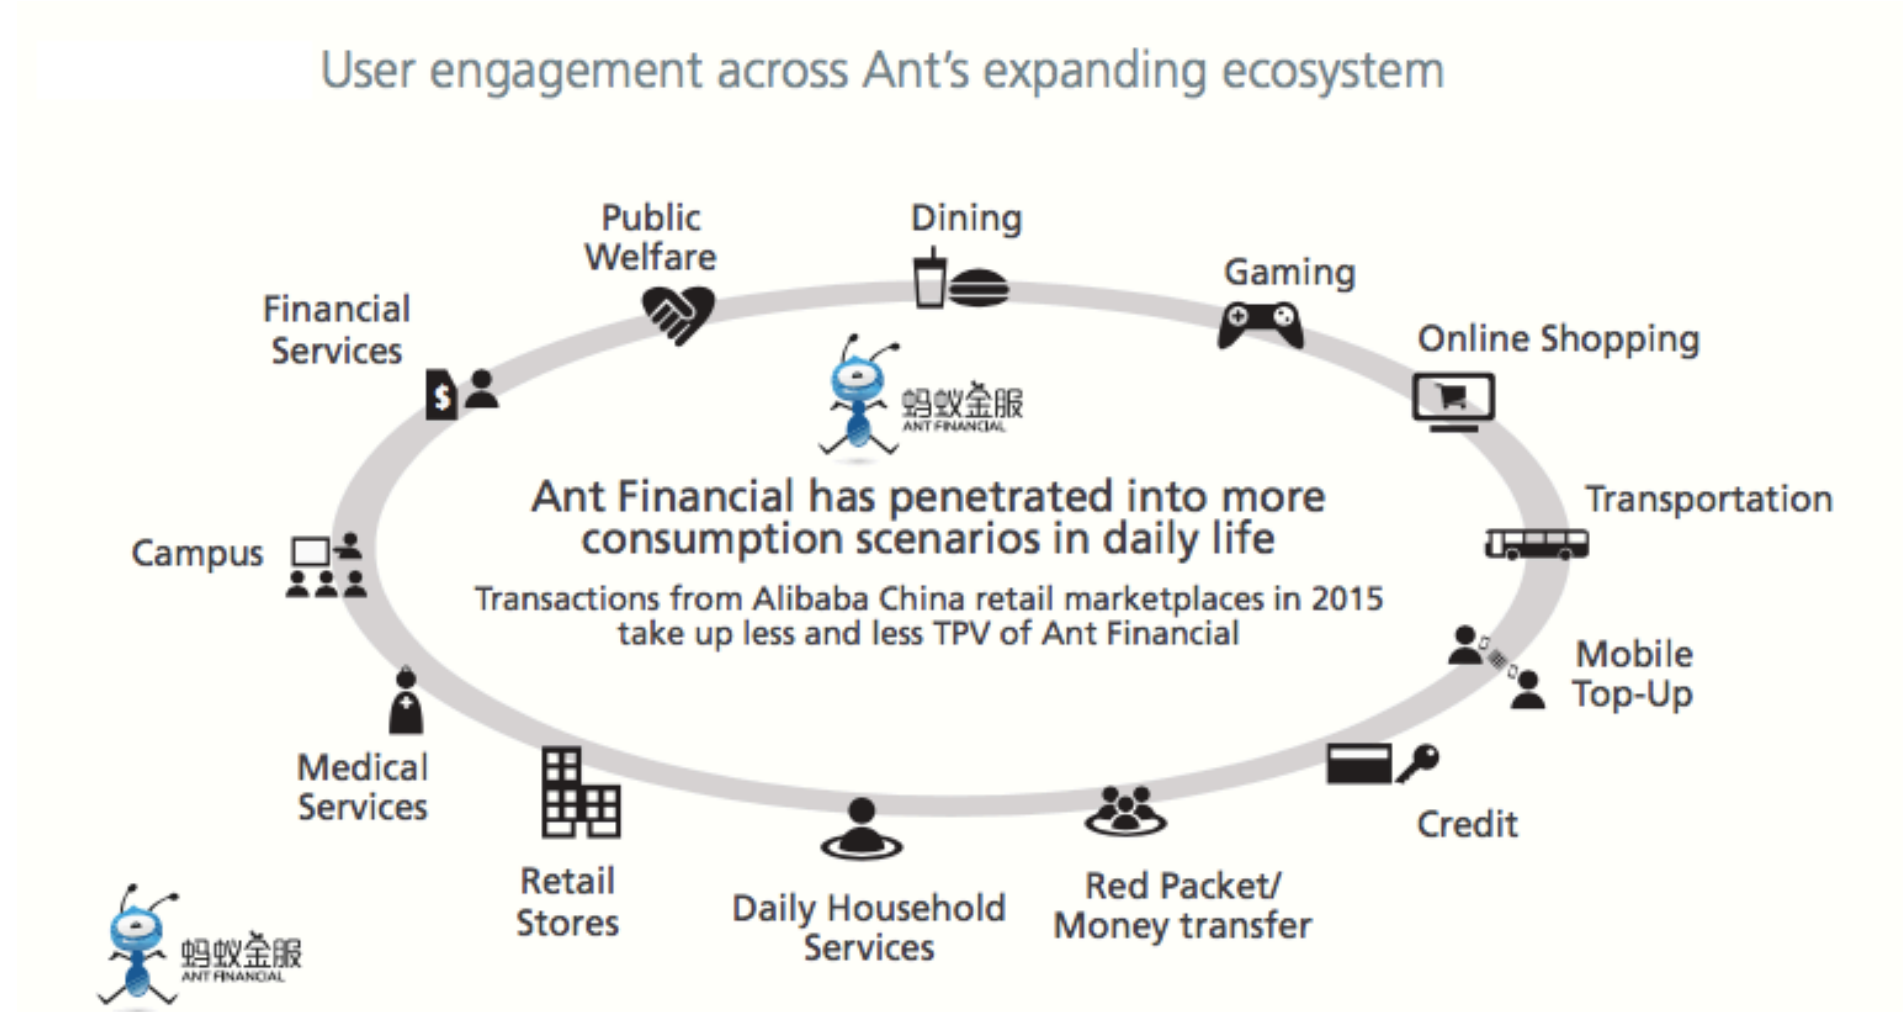 User engagement across Ant's expanding ecosystem
Public
Welfare
Dining
Gaming
Financial
Services
Online Shopping
蚂蚁金服
ANT FINANCIAL
Ant Financial has penetrated into more
consumption scenarios in daily life
Transportation
Campus
Transactions from Alibaba China retail marketplaces in 2015
take up less and less TPV of Ant Financial
Mobile
Top-Up
Medical
Services
Credit
Retail
Stores
Daily Household
Services
Red Packet/
Money transfer
蚂蚁金服
ANT FINANCIAL
$